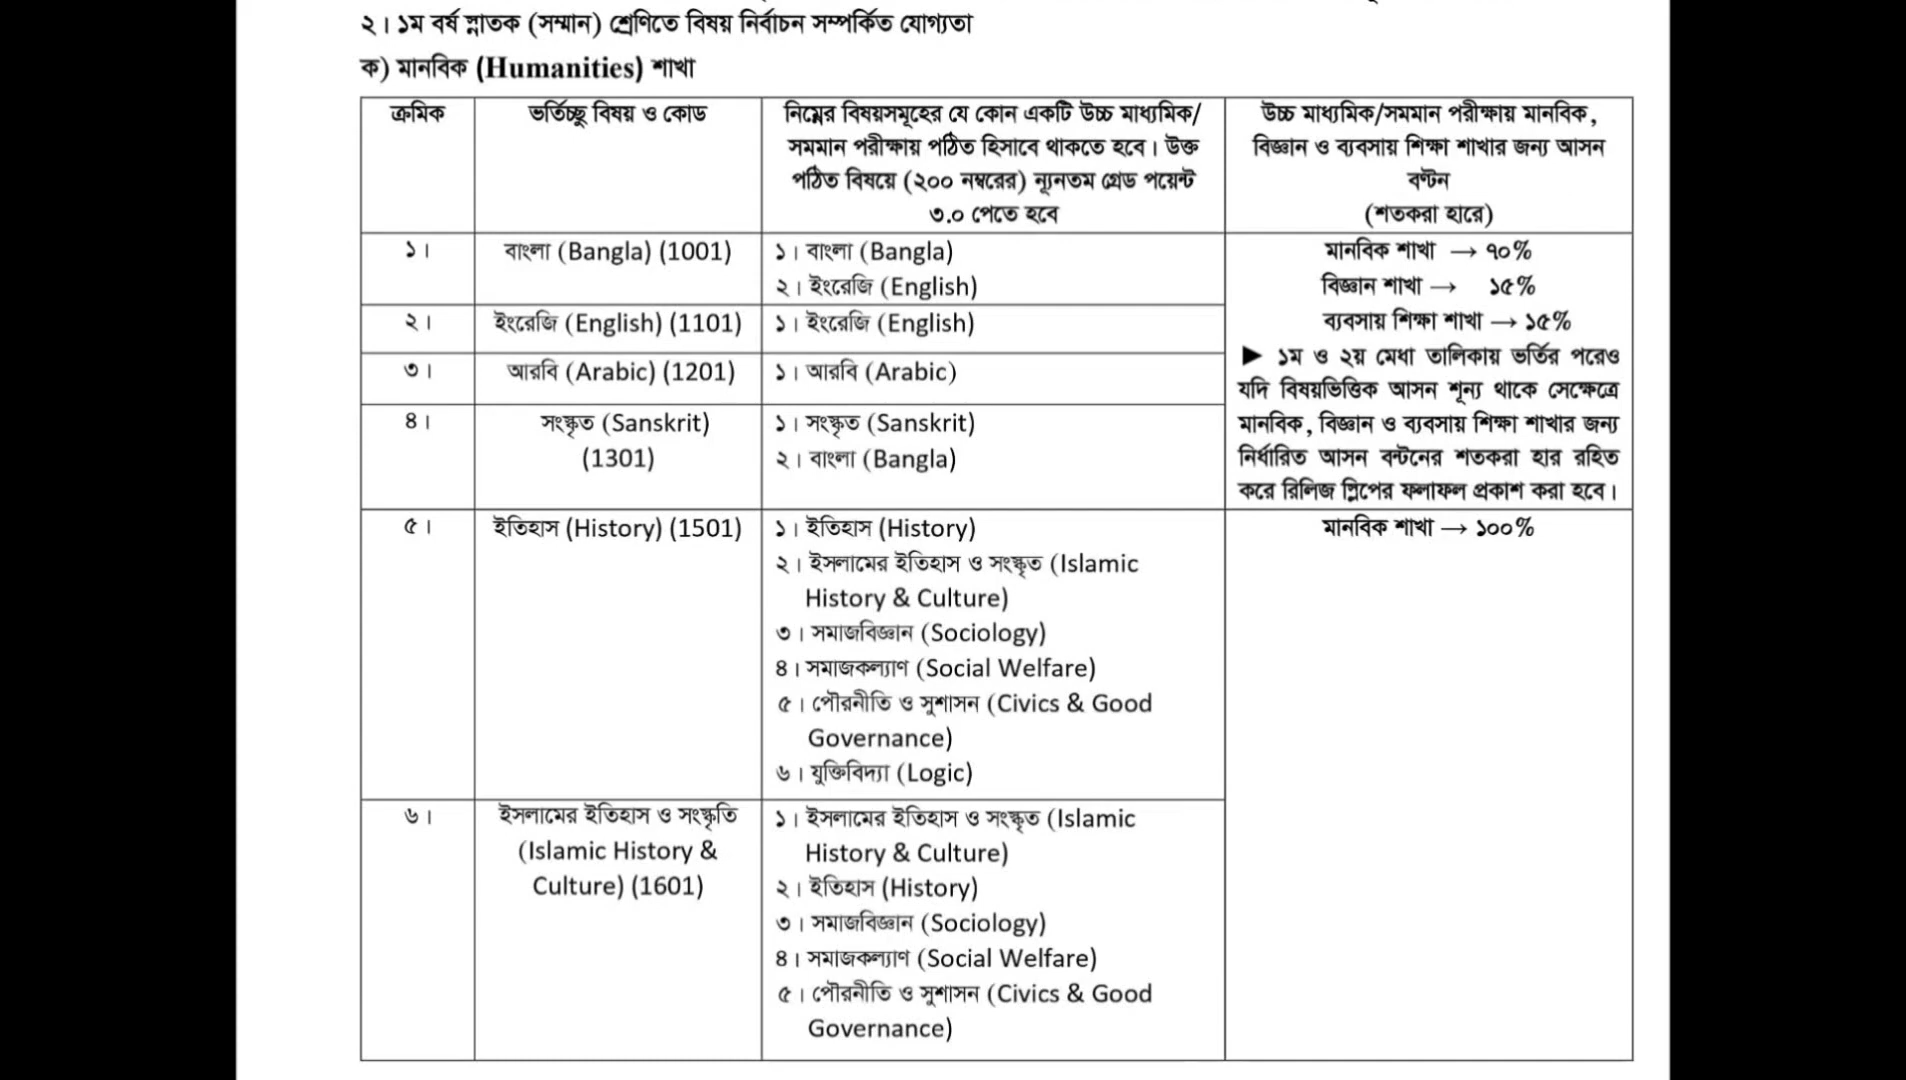 ২। ১ম বর্ষ স্নাতক (সম্মান) শ্রেণিতে বিষয় নির্বাচন সম্পর্কিত যোগ্যতা
ক) মানবিক (Humanities) শাখা
ক্রমিক
ভর্তিচ্ছু বিষয় ও কোড
নিম্নের বিষয়সমূহের যে কোন একটি উচ্চ মাধ্যমিক/
সমমান পরীক্ষায় পঠিত হিসাবে থাকতে হবে। উক্ত
পঠিত বিষয়ে (২০০ নম্বরের) ন্যূনতম গ্রেড পয়েন্ট
৩.০ পেতে হবে
উচ্চ মাধ্যমিক/সমমান পরীক্ষায় মানবিক,
বিজ্ঞান ও ব্যবসায় শিক্ষা শাখার জন্য আসন
বণ্টন
(শতকরা হারে)
১।
বাংলা (Bangla) (1001)
১। বাংলা (Bangla)
২। ইংরেজি (English)
মানবিক শাখা → ৭০%
বিজ্ঞান শাখা → ১৫%
ব্যবসায় শিক্ষা শাখা → ১৫%
► ১ম ও ২য় মেধা তালিকায় ভর্তির পরেও
যদি বিষয়ভিত্তিক আসন শূন্য থাকে সেক্ষেত্রে
মানবিক, বিজ্ঞান ও ব্যবসায় শিক্ষা শাখার জন্য
নির্ধারিত আসন বন্টনের শতকরা হার রহিত
করে রিলিজ স্লিপের ফলাফল প্রকাশ করা হবে।
২।
ইংরেজি (English) (1101)
১। ইংরেজি (English)
৩।
আরবি (Arabic) (1201)
১। আরবি (Arabic)
৪।
সংস্কৃত (Sanskrit)
(1301)
১। সংস্কৃত (Sanskrit)
২। বাংলা (Bangla)
৫।
ইতিহাস (History) (1501)
১। ইতিহাস (History)
২। ইসলামের ইতিহাস ও সংস্কৃত (Islamic
History & Culture)
৩। সমাজবিজ্ঞান (Sociology)
৪। সমাজকল্যাণ (Social Welfare)
৫। পৌরনীতি ও সুশাসন (Civics & Good
Governance)
৬। যুক্তিবিদ্যা (Logic)
মানবিক শাখা → ১০০%
৬।
ইসলামের ইতিহাস ও সংস্কৃতি
(Islamic History &
Culture) (1601)
১। ইসলামের ইতিহাস ও সংস্কৃত (Islamic
History & Culture)
২। ইতিহাস (History)
৩। সমাজবিজ্ঞান (Sociology)
৪। সমাজকল্যাণ (Social Welfare)
৫। পৌরনীতি ও সুশাসন (Civics & Good
Governance)